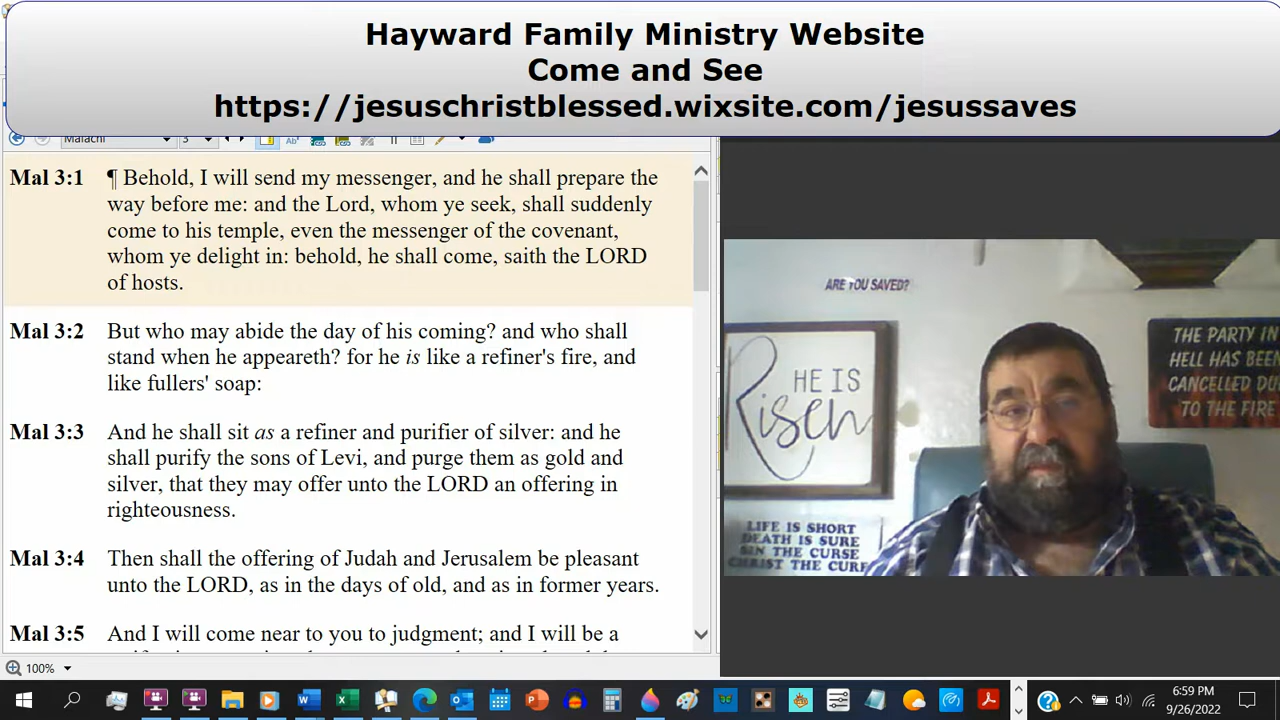 Hayward Family Ministry Website
Come and See
https://jesuschristblessed.wixsite.com/jesussaves
Malachi 3
Mal 3:1 ¶ Behold, I will send my messenger, and he shall prepare the
way before me: and the Lord, whom ye seek, shall suddenly
come to his temple, even the messenger of the covenant,
whom ye delight in: behold, he shall come, saith the LORD
of hosts.
Mal 3:2 But who may abide the day of his coming? and who shall
stand when he appeareth? for he is like a refiner's fire, and
like fullers' soap:
Mal 3:3 And he shall sit as a refiner and purifier of silver: and he
shall purify the sons of Levi, and purge them as gold and
silver, that they may offer unto the LORD an offering in
righteousness.
Mal 3:4 Then shall the offering of Judah and Jerusalem be pleasant
unto the LORD, as in the days of old, and as in former years.
Mal 3:5 And I will come near to you to judgment; and I will be a
100%
ARE YOU SAVED?
HE IS
Risen
THE PARTY IN
HELL HAS BEEN
CANCELLED DU
TO THE FIRE
LIFE IS SHORT
DEATH IS SURE
SIN THE CURSE
CHRIST THE CURE
6:59 PM
9/26/2022